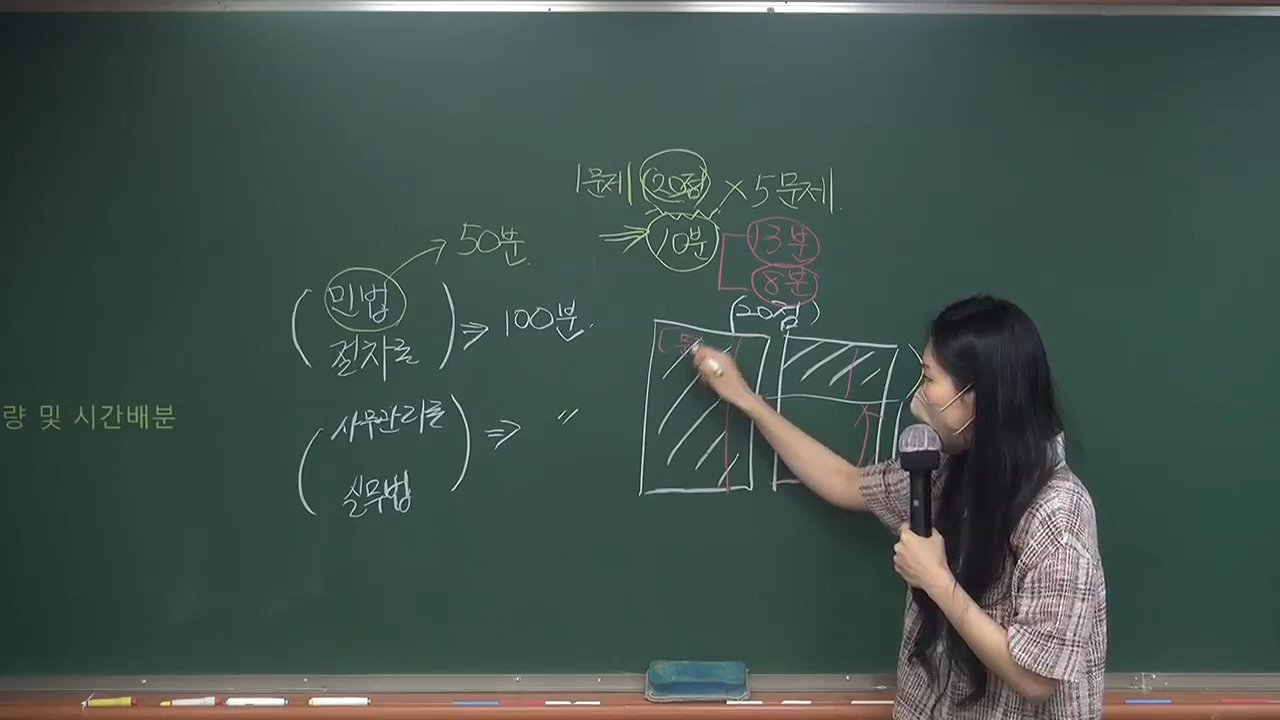 1문제 (20점) × 5문제
⇒ 10분 13분
8분
민법 → 50분
절차론 ⇒ 100분
(20점)
량 및 시간배분
사무관리론 ⇒ 〃
실무법